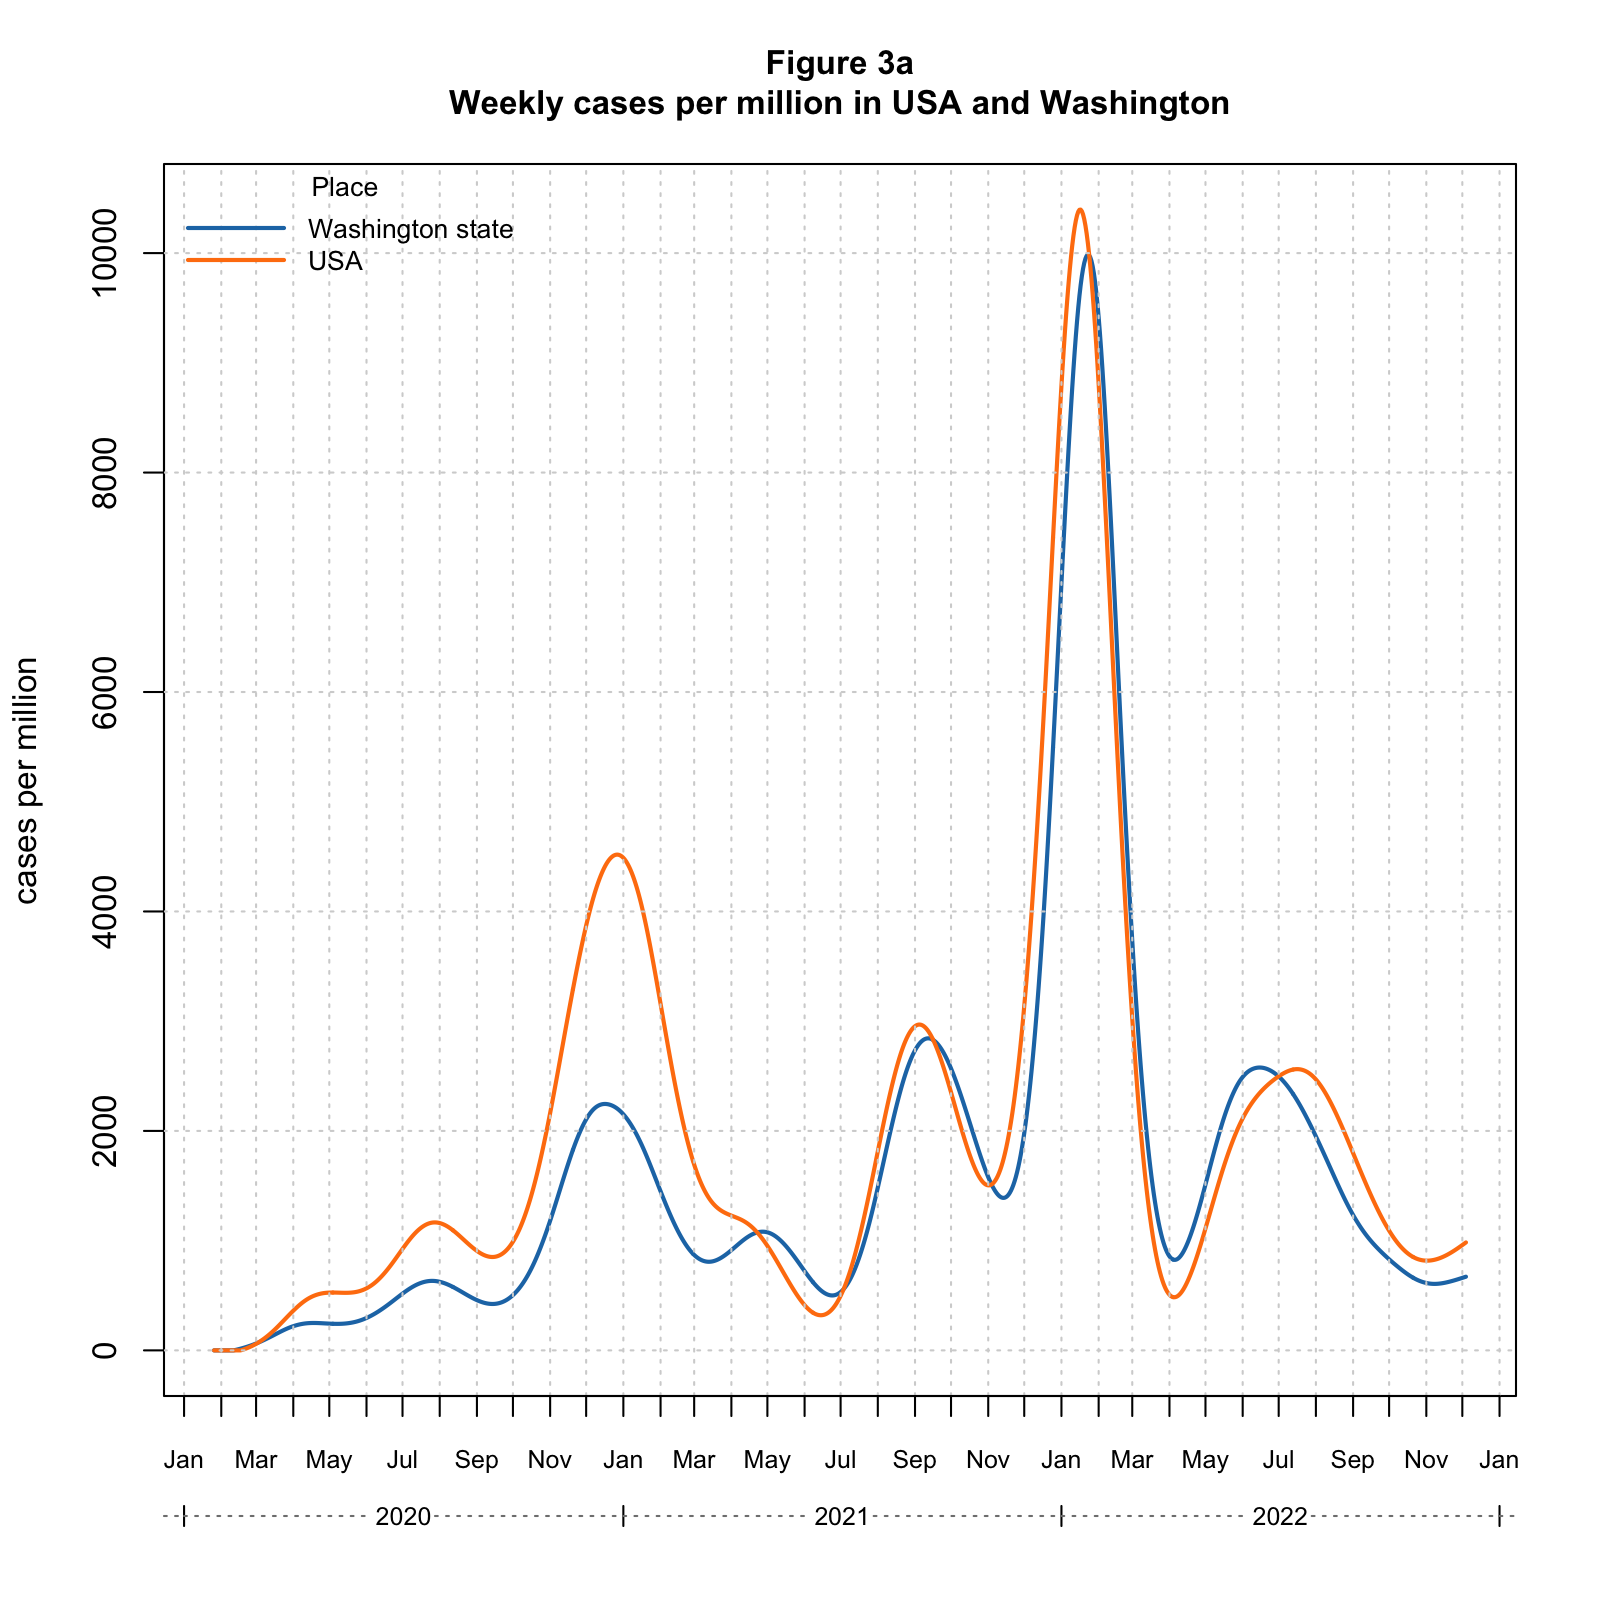 Figure 3a
Weekly cases per million in USA and Washington
Place
Washington state
USA
cases per million
10000
8000
6000
4000
2000
0
Jan Mar May Jul Sep Nov Jan Mar May Jul Sep Nov Jan Mar May Jul Sep Nov Jan
2020 2021 2022